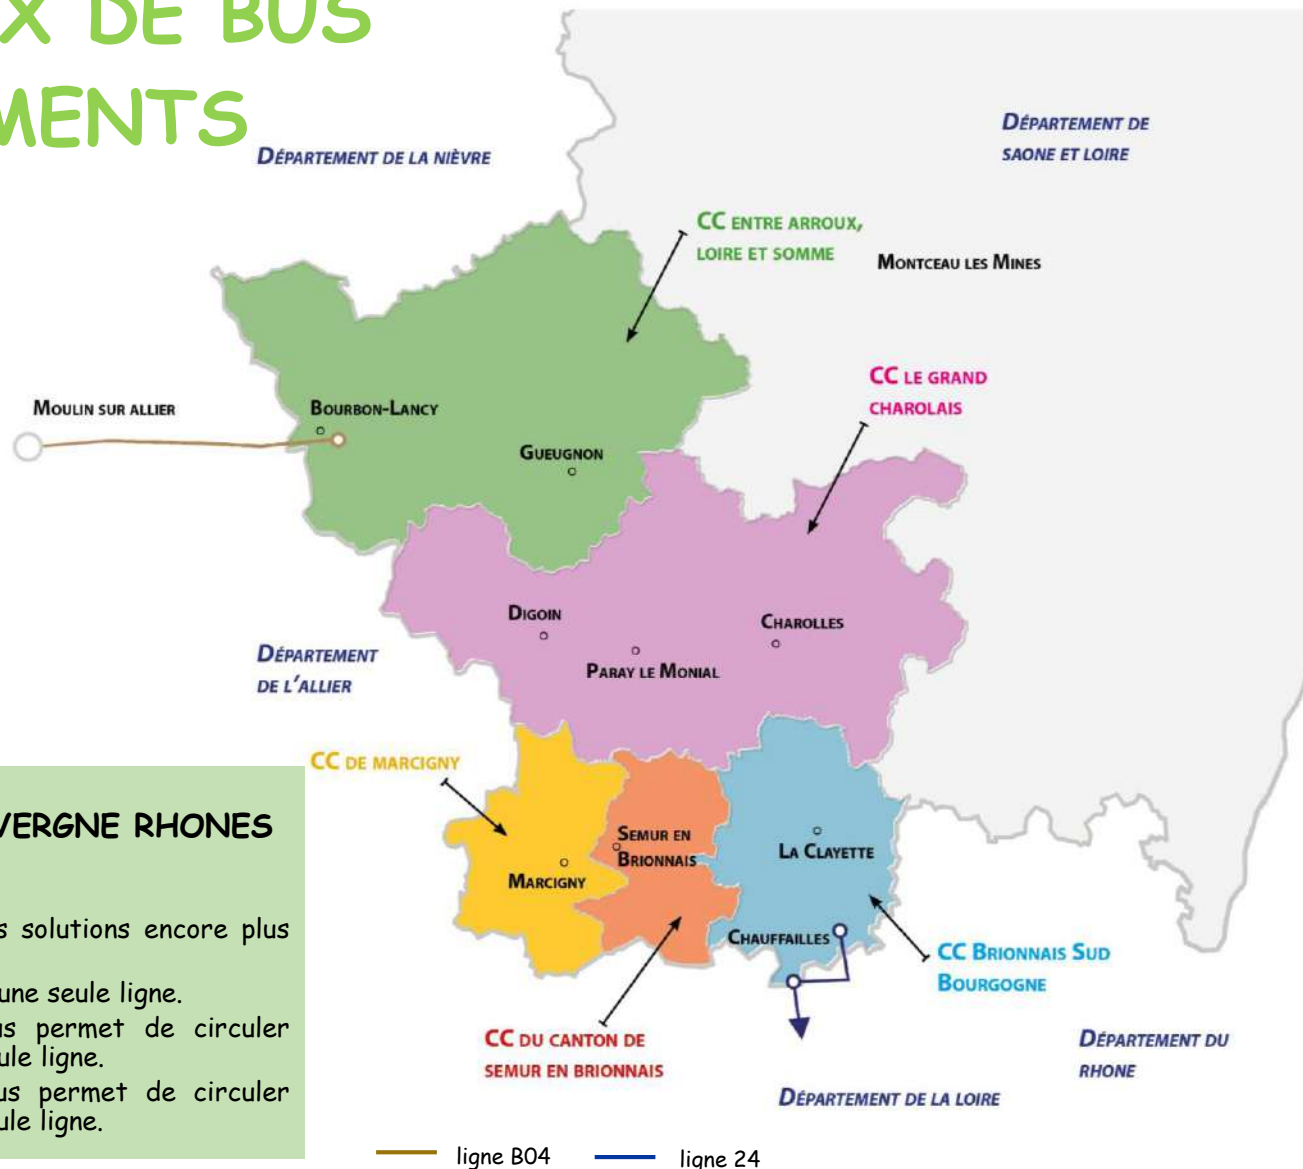 X DE BUS
MENTS
DÉPARTEMENT DE LA NIÈVRE
DÉPARTEMENT DE
SAONE ET LOIRE
CC ENTRE ARROUX,
LOIRE ET SOMME
MONTCEAU LES MINES
CC LE GRAND
CHAROLAIS
MOULIN SUR ALLIER
BOURBON-LANCY
GUEUGNON
DIGOIN
CHAROLLES
PARAY LE MONIAL
DÉPARTEMENT
DE L'ALLIER
CC DE MARCIGNY
VERGNE RHONES
s solutions encore plus
une seule ligne.
us permet de circuler
ule ligne.
us permet de circuler
ule ligne.
SEMUR EN
BRIONNAIS
LA CLAYETTE
MARCIGNY
CHAUFFAILLES
CC BRIONNAIS SUD
BOURGOGNE
CC DU CANTON DE
SEMUR EN BRIONNAIS
DÉPARTEMENT DU
RHONE
DÉPARTEMENT DE LA LOIRE
ligne B04
ligne 24